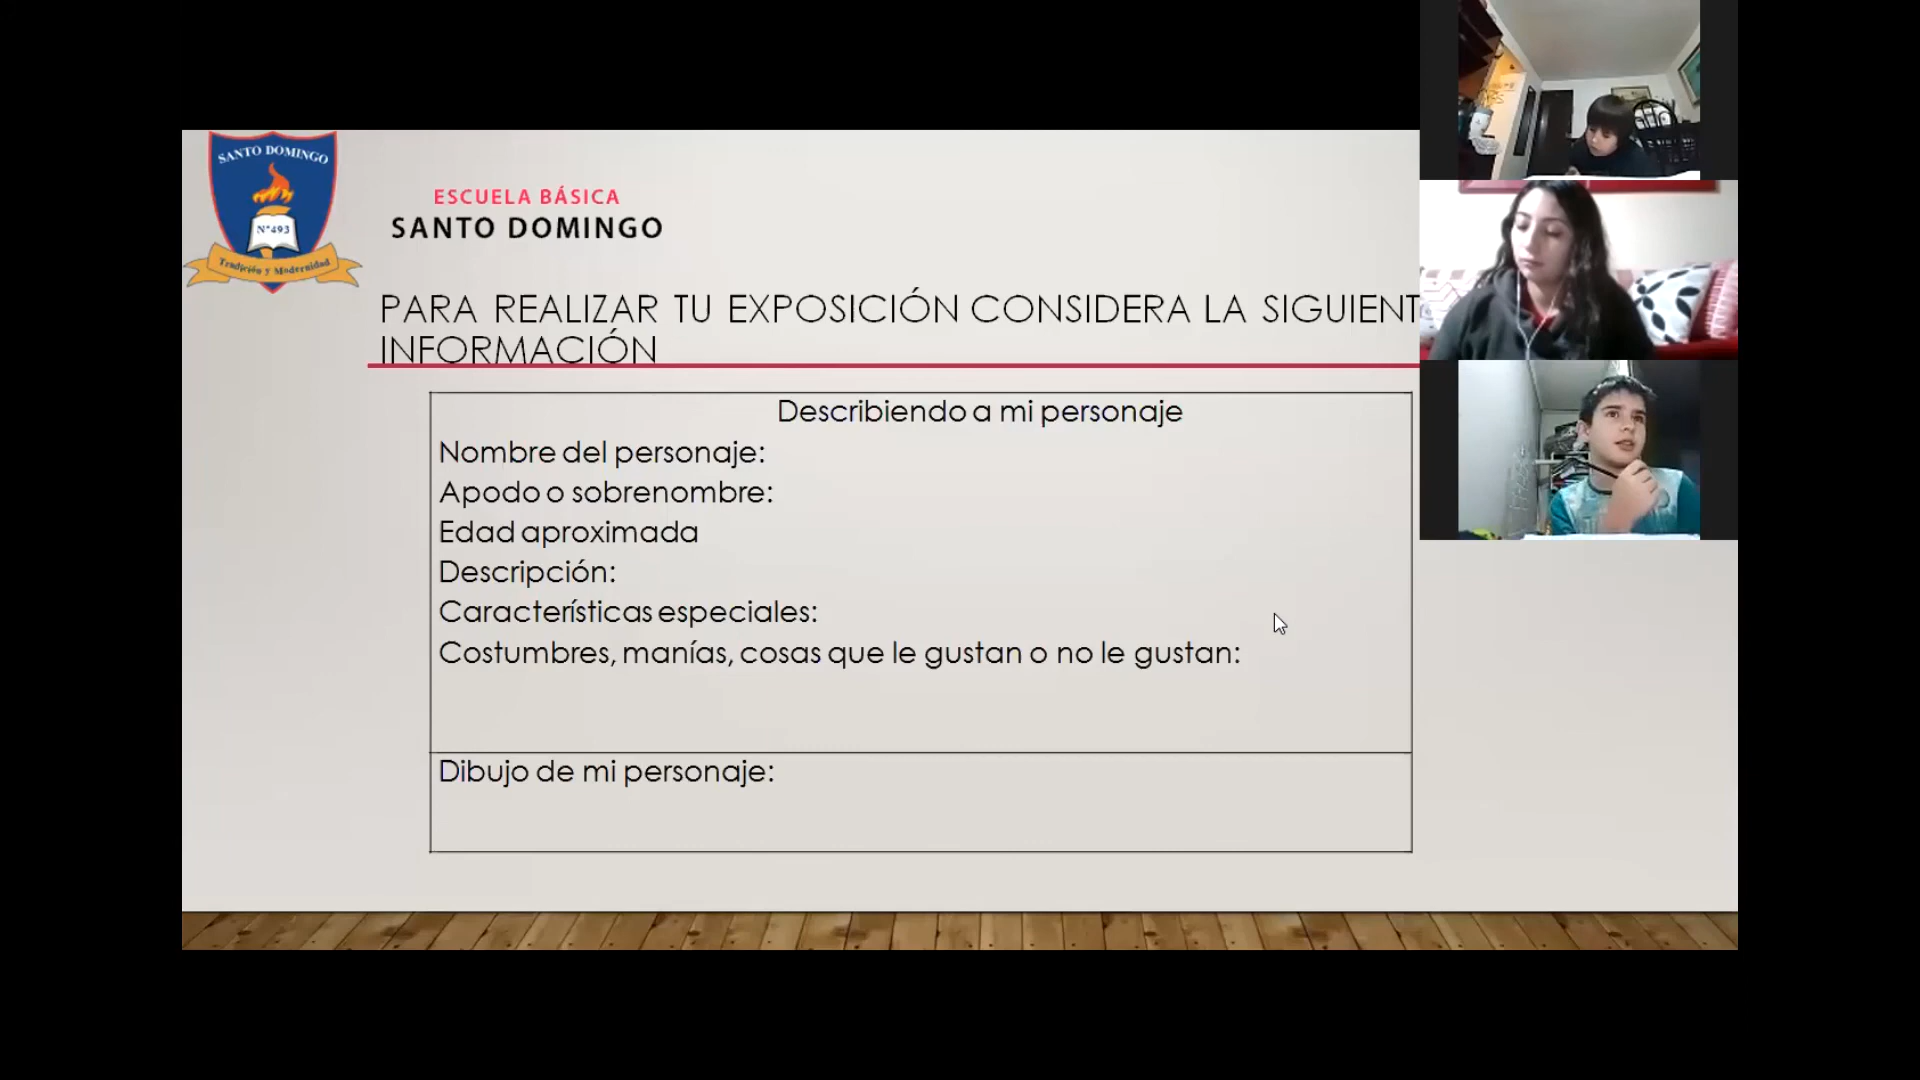 SANTO DOMINGO
N°493
Tradición y Modernidad
ESCUELA BÁSICA
SANTO DOMINGO
PARA REALIZAR TU EXPOSICIÓN CONSIDERA LA SIGUIENT
INFORMACIÓN
Describiendo a mi personaje
Nombre del personaje:
Apodo o sobrenombre:
Edad aproximada
Descripción:
Características especiales:
Costumbres, manías, cosas que le gustan o no le gustan:
Dibujo de mi personaje: